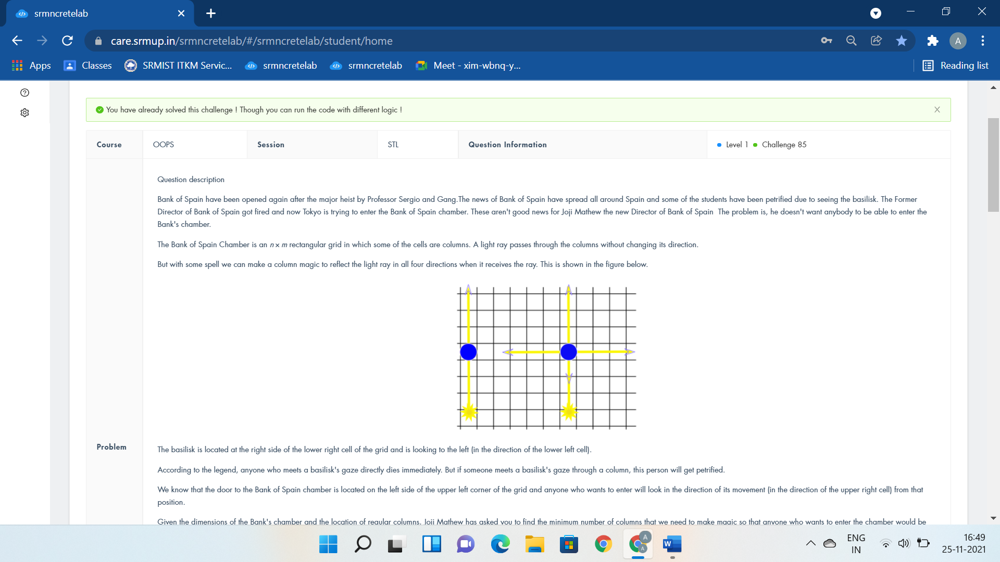 srmncretelab
care.srmup.in/srmncretelab/#/srmncretelab/student/home
A
Apps
Classes
SRMIST ITKM Servic...
srmncretelab
srmncretelab
Meet - xim-wbnq-y...
Reading list
You have already solved this challenge ! Though you can run the code with different logic !
X
Course
OOPS
Session
STL
Question Information
Level 1
Challenge 85
Question description
Bank of Spain have been opened again after the major heist by Professor Sergio and Gang.The news of Bank of Spain have spread all around Spain and some of the students have been petrified due to seeing the basilisk. The Former
Director of Bank of Spain got fired and now Tokyo is trying to enter the Bank of Spain chamber. These aren't good news for Joji Mathew the new Director of Bank of Spain The problem is, he doesn't want anybody to be able to enter the
Bank's chamber.
The Bank of Spain Chamber is an n × m rectangular grid in which some of the cells are columns. A light ray passes through the columns without changing its direction.
But with some spell we can make a column magic to reflect the light ray in all four directions when it receives the ray. This is shown in the figure below.
Problem
The basilisk is located at the right side of the lower right cell of the grid and is looking to the left (in the direction of the lower left cell).
According to the legend, anyone who meets a basilisk's gaze directly dies immediately. But if someone meets a basilisk's gaze through a column, this person will get petrified.
We know that the door to the Bank of Spain chamber is located on the left side of the upper left corner of the grid and anyone who wants to enter will look in the direction of its movement (in the direction of the upper right cell) from that
position.
Given the dimensions of the Bank's chamber and the location of regular columns, Joji Mathew has asked you to find the minimum number of columns that we need to make magic so that anyone who wants to enter the chamber would be
A
A
W
ENG
IN
16:49
25-11-2021